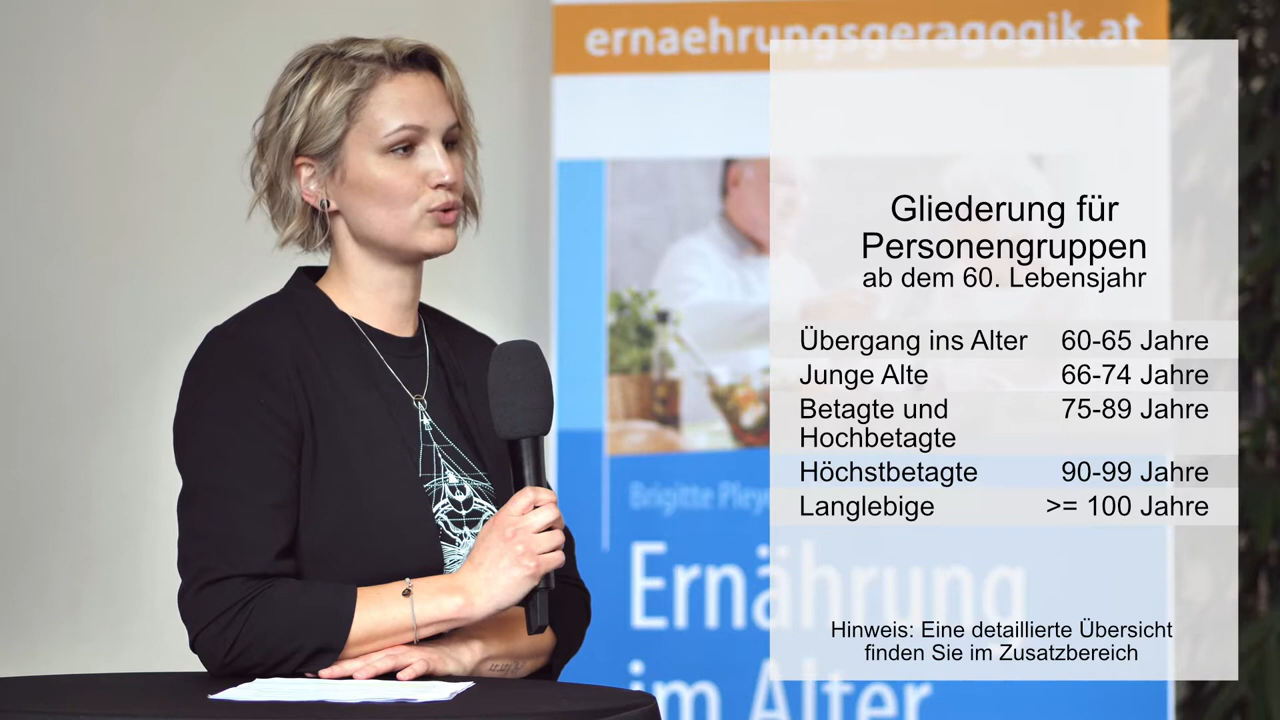 ernaehrungsgeragogik.at
Gliederung für
Personengruppen
ab dem 60. Lebensjahr
Übergang ins Alter 60-65 Jahre
Junge Alte 66-74 Jahre
Betagte und 75-89 Jahre
Hochbetagte
Höchstbetagte 90-99 Jahre
Langlebige >= 100 Jahre
Brigitte
Ernährung
im Alter
Hinweis: Eine detaillierte Übersicht
finden Sie im Zusatzbereich